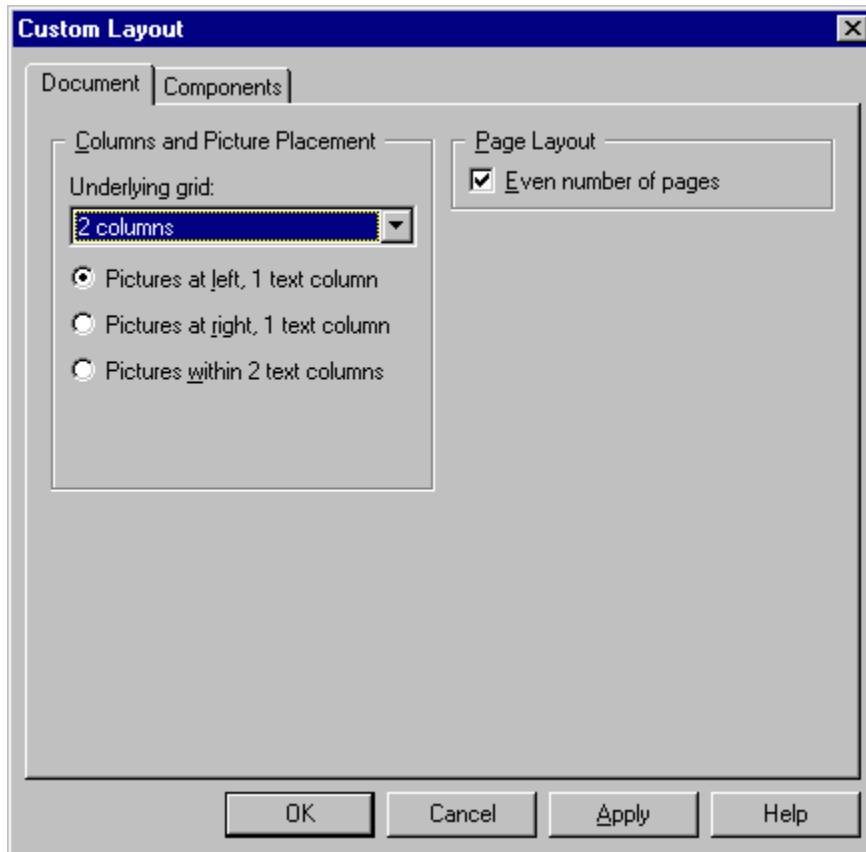 Custom Layout
Document
Components
Columns and Picture Placement
Underlying grid:
2 columns
Pictures at left, 1 text column
Pictures at right, 1 text column
Pictures within 2 text columns
Page Layout
Even number of pages
OK
Cancel
Apply
Help